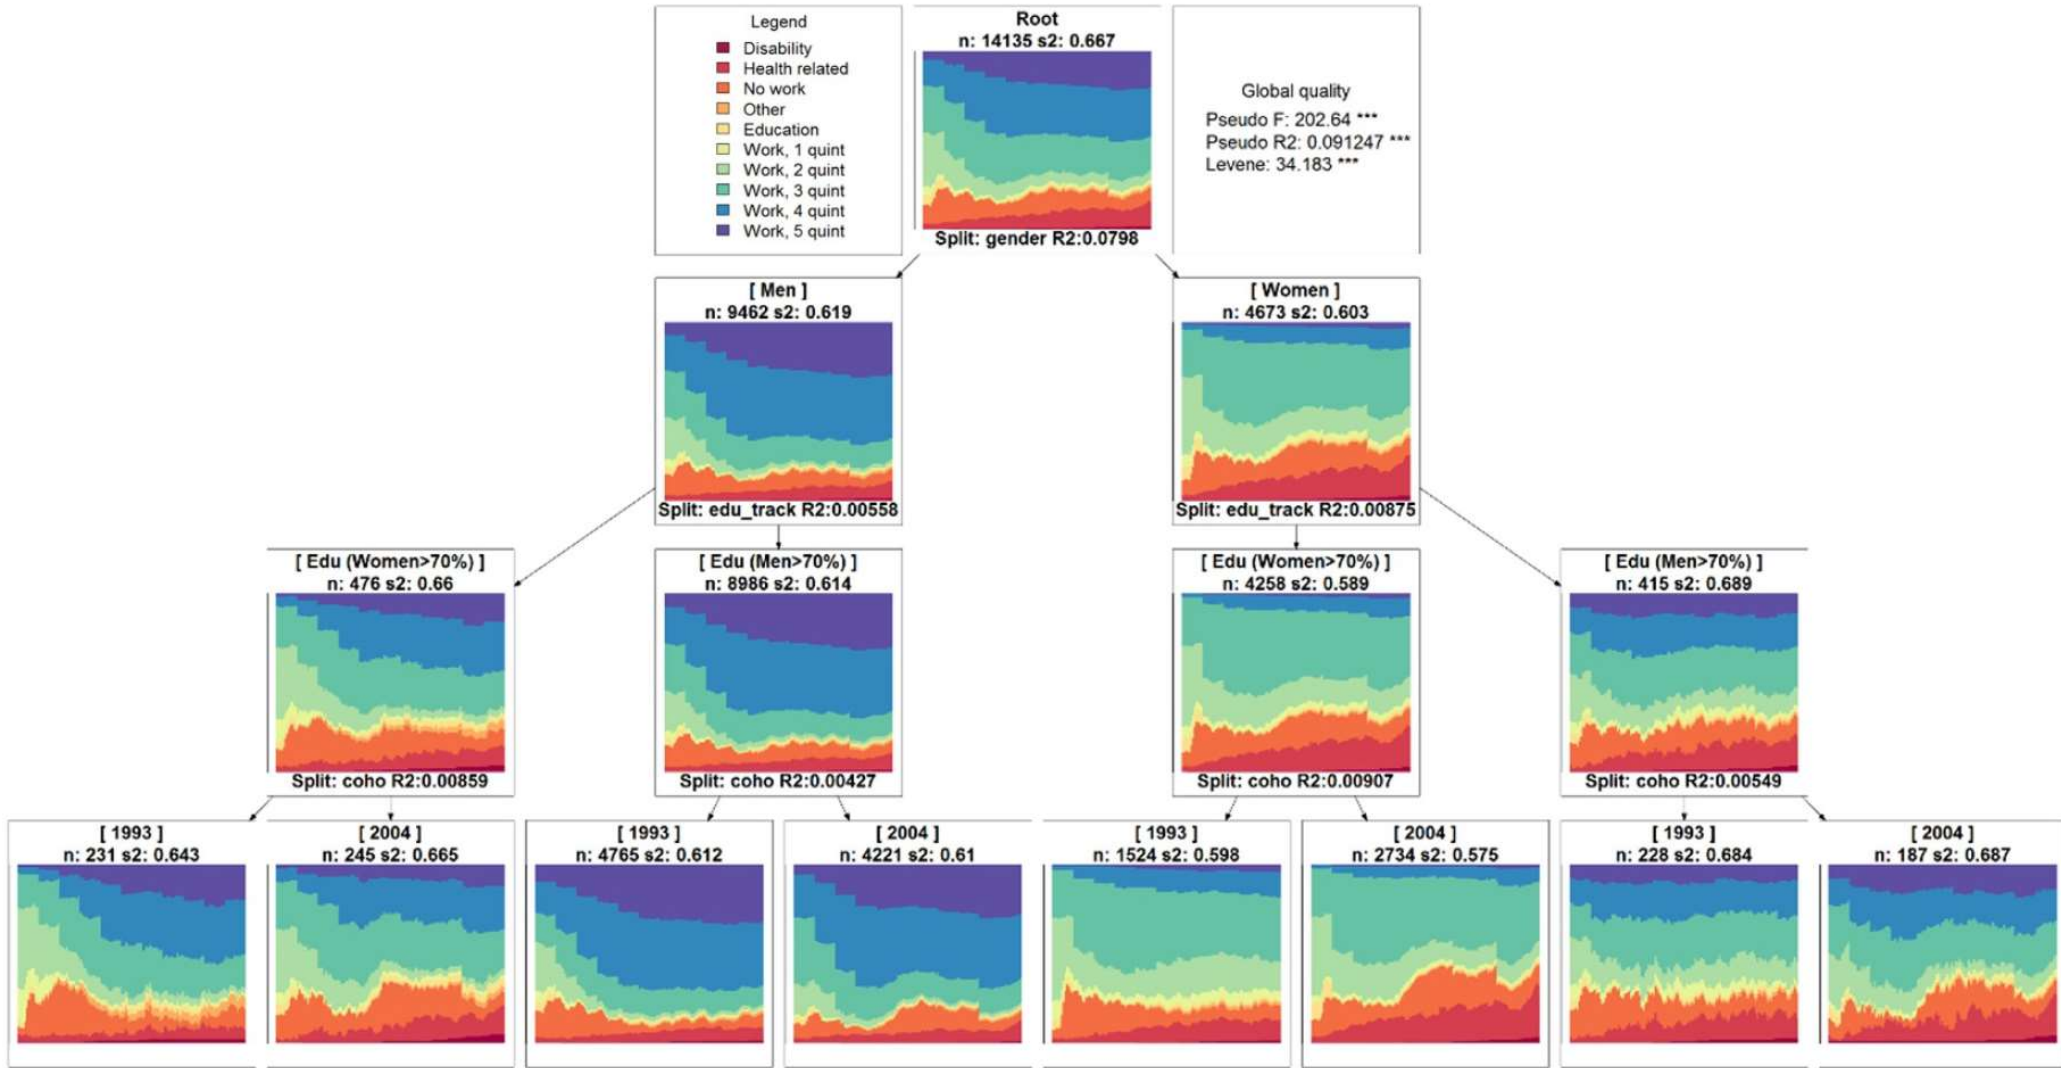 Legend
Disability
Health related
No work
Other
Education
Work, 1 quint
Work, 2 quint
Work, 3 quint
Work, 4 quint
Work, 5 quint
Root
n: 14135 s2: 0.667
Split: gender R2:0.0798
Global quality
Pseudo F: 202.64 ***
Pseudo R2: 0.091247 ***
Levene: 34.183 ***
[ Men ]
n: 9462 s2: 0.619
Split: edu_track R2:0.00558
[ Women ]
n: 4673 s2: 0.603
Split: edu_track R2:0.00875
[ Edu (Women>70%) ]
n: 476 s2: 0.66
Split: coho R2:0.00859
[ Edu (Men>70%) ]
n: 8986 s2: 0.614
Split: coho R2:0.00427
[ Edu (Women>70%) ]
n: 4258 s2: 0.589
Split: coho R2:0.00907
[ Edu (Men>70%) ]
n: 415 s2: 0.689
Split: coho R2:0.00549
[ 1993 ]
n: 231 s2: 0.643
[ 2004 ]
n: 245 s2: 0.665
[ 1993 ]
n: 4765 s2: 0.612
[ 2004 ]
n: 4221 s2: 0.61
[ 1993 ]
n: 1524 s2: 0.598
[ 2004 ]
n: 2734 s2: 0.575
[ 1993 ]
n: 228 s2: 0.684
[ 2004 ]
n: 187 s2: 0.687